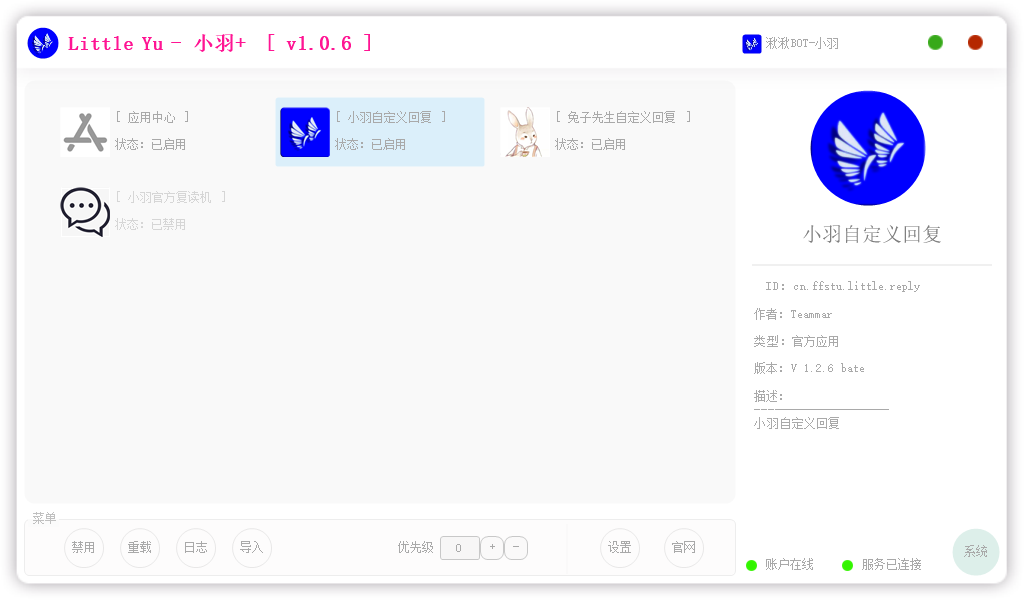 Little Yu - 小羽+ [ v1.0.6 ]
湫湫BOT-小羽
[ 应用中心 ]
状态: 已启用
[ 小羽自定义回复 ]
状态: 已启用
[ 兔子先生自定义回复 ]
状态: 已启用
[ 小羽官方复读机 ]
状态: 已禁用
小羽自定义回复
ID: cn.ffstu.little.reply
作者: Teammar
类型: 官方应用
版本: V 1.2.6 bate
描述:
小羽自定义回复
菜单
禁用 重载 日志 导入 优先级 0 + - 设置 官网
账户在线 服务已连接 系统